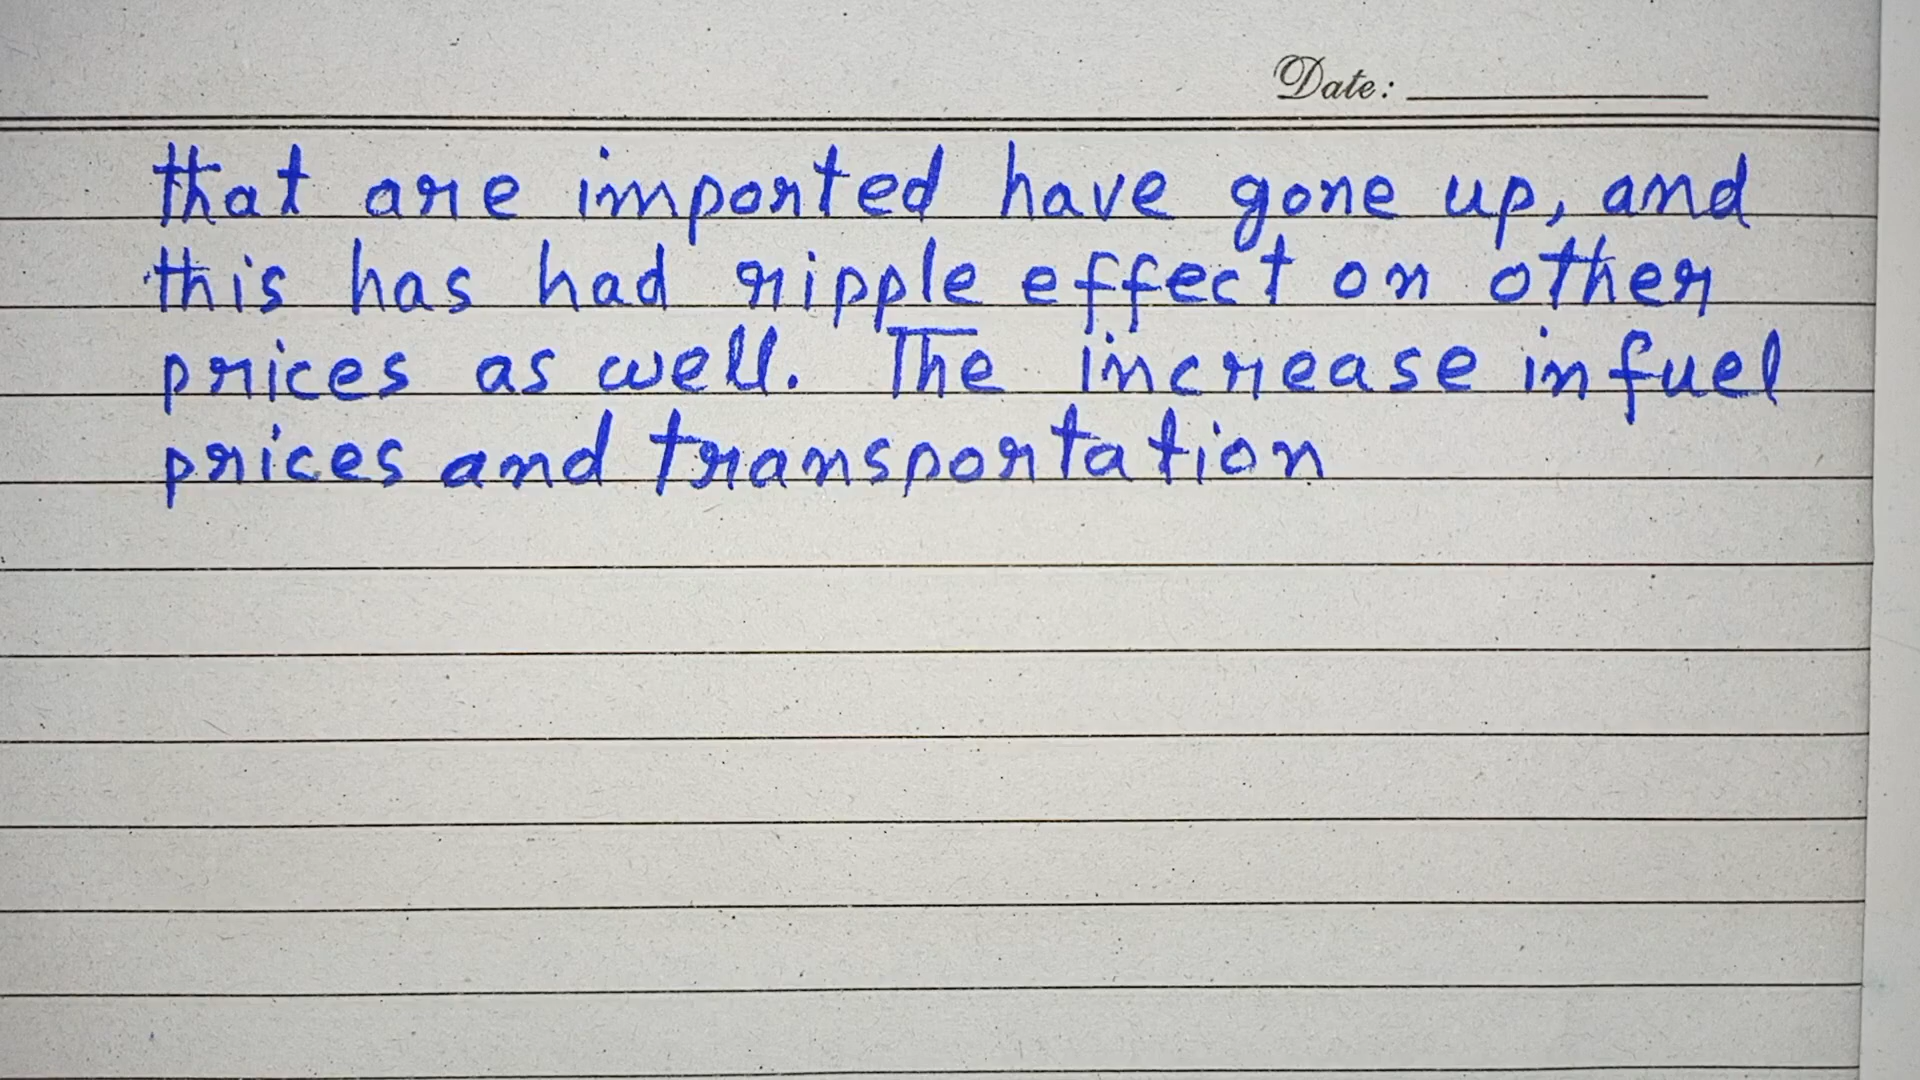 Date:
that are imported have gone up, and
this has had ripple effect on other
prices as well. The increase in fuel
prices and transportation